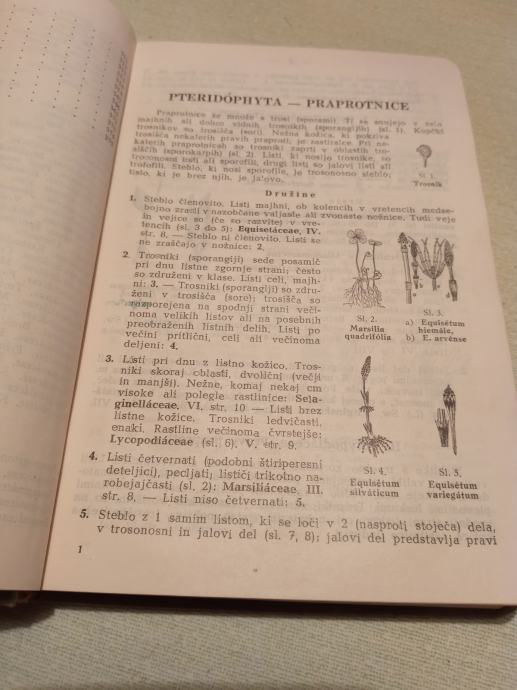 PTERIDÓPHYTA — PRAPROTNICE
Praprotnice se množe s trosi (sporami). Ti se snujejo v zelo
majhnih ali dobro vidnih trosnikih (sporangijih) (sl. 1). Kopčki
trosnikov so trosišča (sori). Nežna kožica, ki pokriva
trosišča nekaterih pravih praproti, je zastiralce. Pri ne-
katerih praprotnicah so trosniki zaprti v oblastih tro-
siščih (sporokarpih) (sl. 2). Listi, ki nosijo trosnike, so
trosonosni listi ali sporofili, drugi listi so jalovi listi ali
trofofili. Steblo, ki nosi sporofile, je trosonosno steblo;
tisto, ki je brez njih, je jalovo.
Sl. 1.
Trosnik
Družine
1. Steblo členovito. Listi majhni, ob kolencih v vretencih medse-
bojno zrasli v nazobčane valjaste ali zvonaste nožnice. Tudi veje
in vejice so (če so razvite) v vre-
tencih (sl. 3 do 5): Equisetáceae, IV.
str. 8. — Steblo ni členovito. Listi se
ne zraščajo v nožnice: 2.
2. Trosniki (sporangiji) sede posamič
pri dnu listne zgornje strani; često
so združeni v klase. Listi celi, majh-
ni: 3. — Trosniki (sporangiji) so zdru-
ženi v trosišča (sore); trosišča so
razporejena na spodnji strani veči-
noma velikih listov ali na posebnih
preobraženih listnih delih. Listi po
večini pritlični, celi ali večinoma
deljeni: 4.
Sl. 2.
Marsilia
quadrifólia
Sl. 3.
a) Equisétum
hiemále,
b) E. arvénse
3. Listi pri dnu z listno kožico. Tros-
niki skoraj oblasti, dvolični (večji
in manjši). Nežne, komaj nekaj cm
visoke ali polegle rastline: Sela-
ginelláceae, VI. str. 10 — Listi brez
listne kožice. Trosniki ledvičasti,
enaki. Rastline večinoma čvrstejše:
Lycopodiáceae (sl. 6). V. str. 9.
4. Listi četvernati (podobni štiriperesni
deteljici), pecljati; lističi trikotno na-
robejajčasti (sl. 2): Marsiliáceae, III.
str. 8, — Listi niso četvernati: 5.
Sl. 4.
Equisétum
silváticum
Sl. 5.
Equisétum
variegátum
5. Steblo z 1 samim listom, ki se loči v 2 (nasproti stoječa) dela,
v trosonosni in jalovi del (sl. 7, 8); jalovi del predstavlja pravi
1